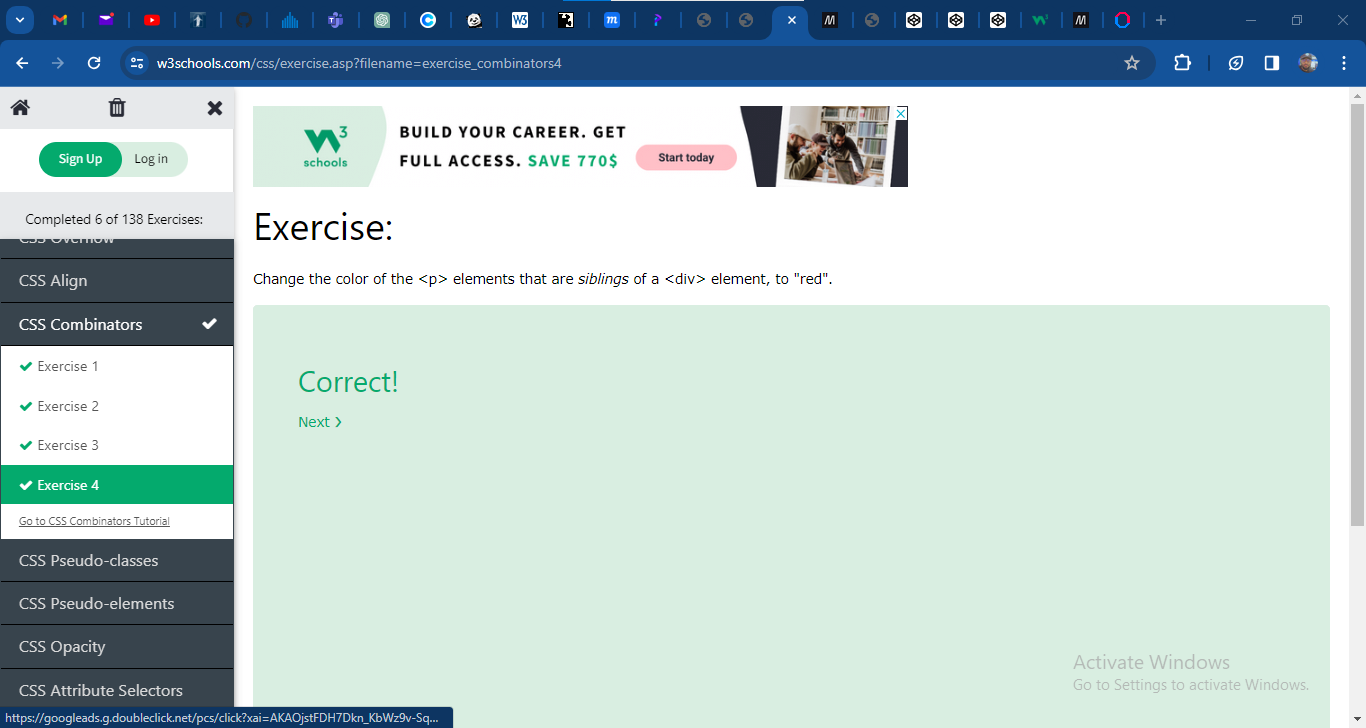 w3schools.com/css/exercise.asp?filename=exercise_combinators4
Sign Up
Log in
Completed 6 of 138 Exercises:
CSS Overflow
CSS Align
CSS Combinators
Exercise 1
Exercise 2
Exercise 3
Exercise 4
Go to CSS Combinators Tutorial
CSS Pseudo-classes
CSS Pseudo-elements
CSS Opacity
CSS Attribute Selectors
https://googleads.g.doubleclick.net/pcs/click?xai=AKAOjstFDH7Dkn_KbWz9v-Sq...
W3
schools
BUILD YOUR CAREER. GET
FULL ACCESS. SAVE 770$
Start today
Exercise:
Change the color of the <p> elements that are siblings of a <div> element, to "red".
Correct!
Next ❯
Activate Windows
Go to Settings to activate Windows.